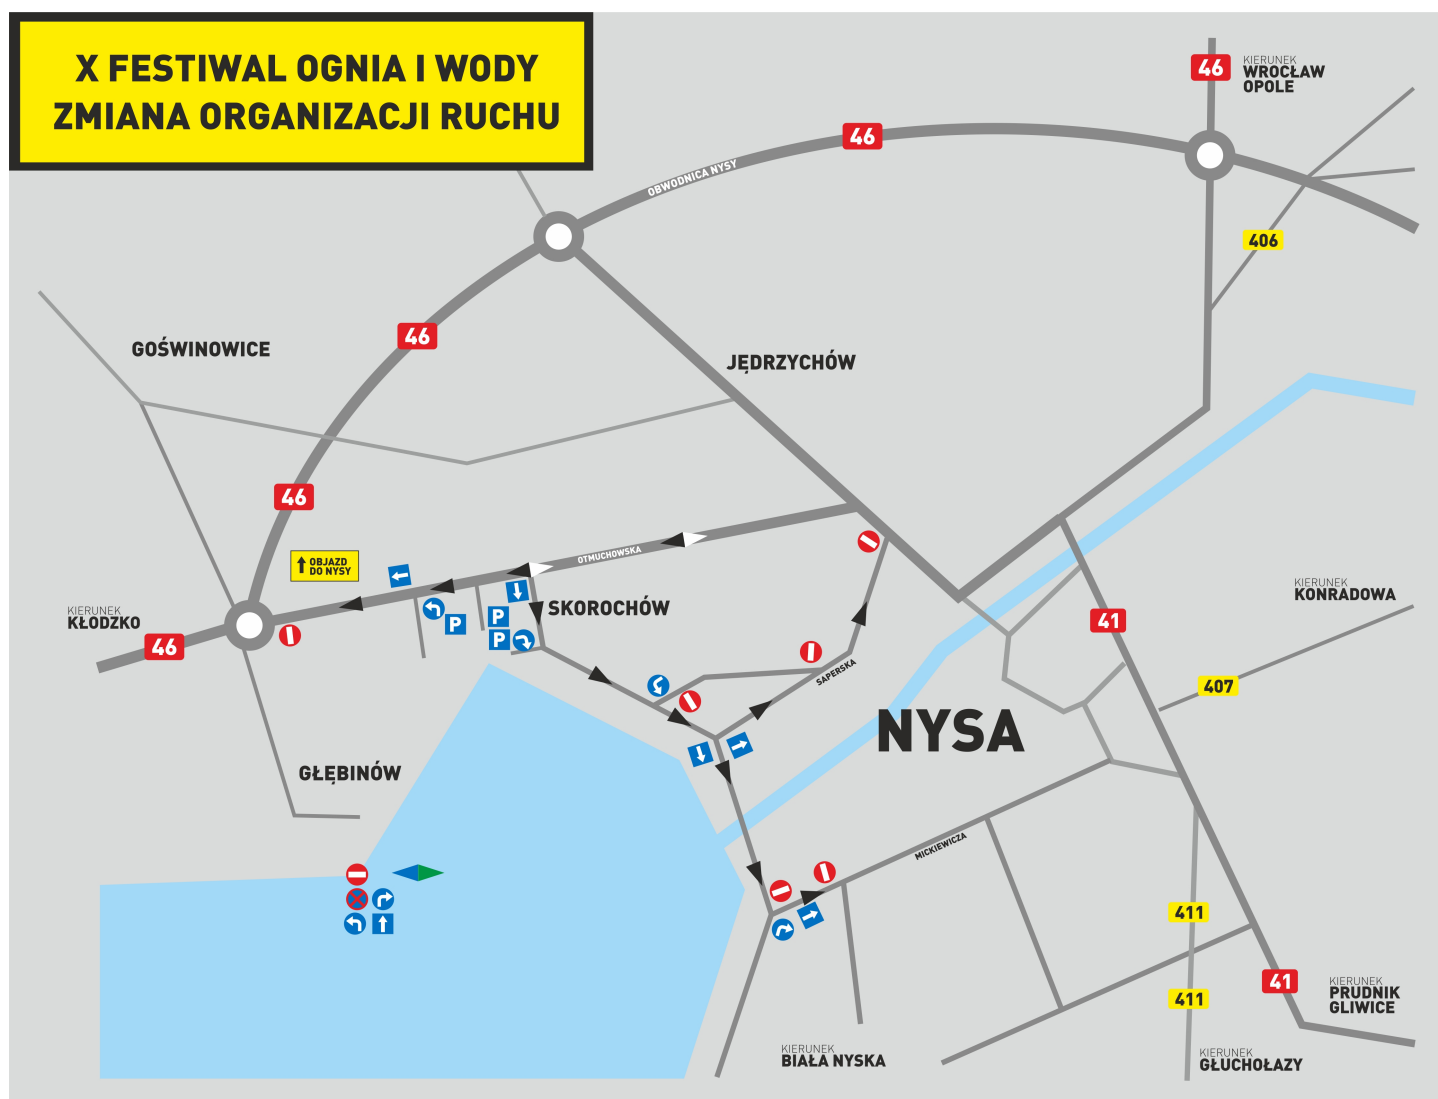 X FESTIWAL OGNIA I WODY
ZMIANA ORGANIZACJI RUCHU
46
KIERUNEK
WROCŁAW
OPOLE
46
OBWODNICA NYSY
406
46
GOŚWINOWICE
JĘDRZYCHÓW
46
OTMUCHOWSKA
OBJAZD
DO NYSY
KIERUNEK
KŁODZKO
46
P
P
P
SKOROCHÓW
KIERUNEK
KONRADOWA
41
407
SAPERSKA
NYSA
GŁĘBINÓW
MICKIEWICZA
411
41
411
KIERUNEK
PRUDNIK
GLIWICE
KIERUNEK
BIAŁA NYSKA
KIERUNEK
GŁUCHOŁAZY